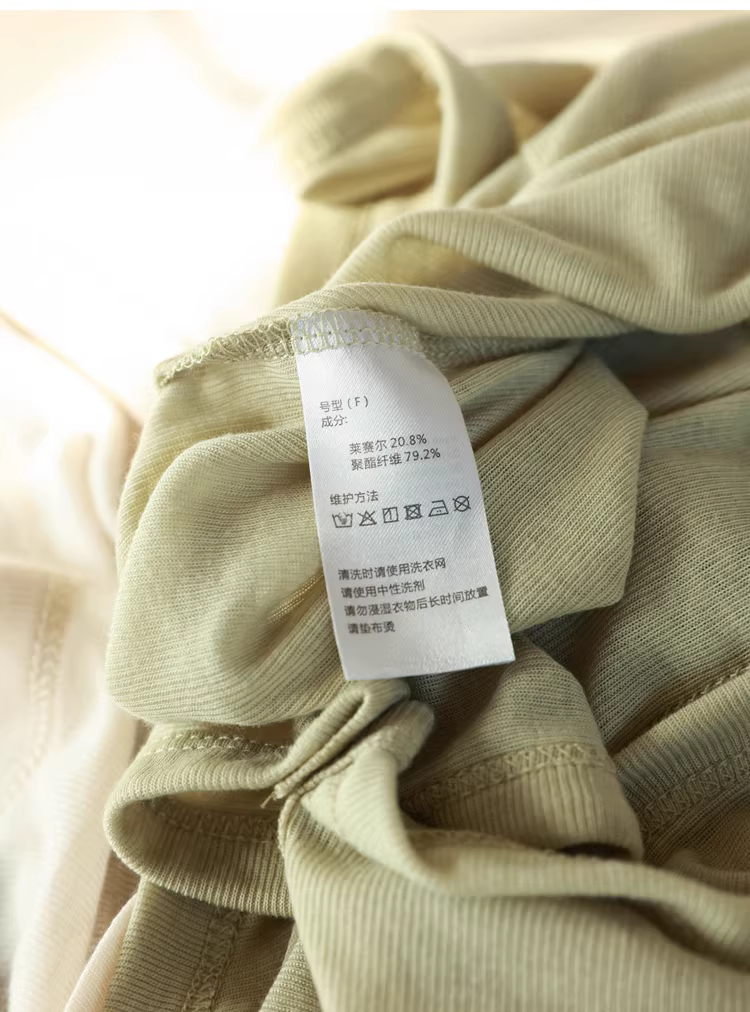 号型 ( F )
成分:
莱赛尔 20.8%
聚酯纤维 79.2%
维护方法
清洗时请使用洗衣网
请使用中性洗剂
请勿浸湿衣物后长时间放置
请垫布烫